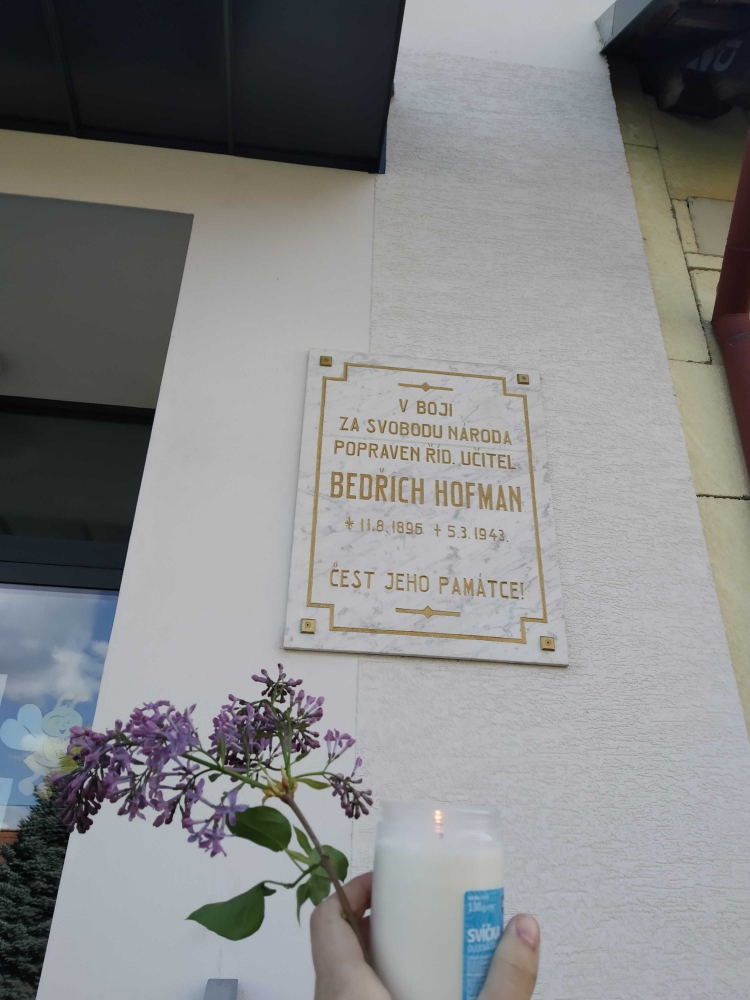 V BOJI
ZA SVOBODU NÁRODA
POPRAVEN ŘÍD. UČITEL
BEDŘICH HOFMAN
* 11.8.1896 + 5.3.1943.
ČEST JEHO PAMÁTCE!
130
SVÍČKA